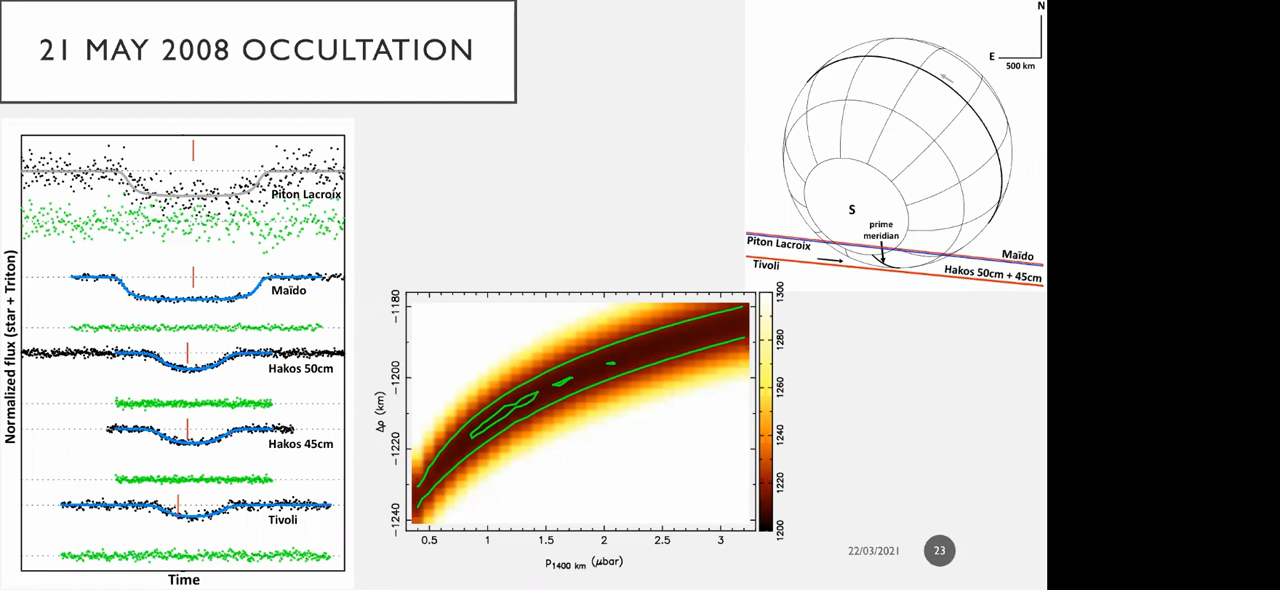 21 MAY 2008 OCCULTATION
Normalized flux (star + Triton)
Piton Lacroix
Maïdo
Hakos 50cm
Hakos 45cm
Tivoli
Time
N
E
500 km
S
prime
meridian
Piton Lacroix
Maïdo
Tivoli
Hakos 50cm + 45cm
Δρ (km)
−1180
−1200
−1220
−1240
0.5
1
1.5
2
2.5
3
p1400 km (μbar)
1300
1280
1260
1240
1220
1200
22/03/2021
23